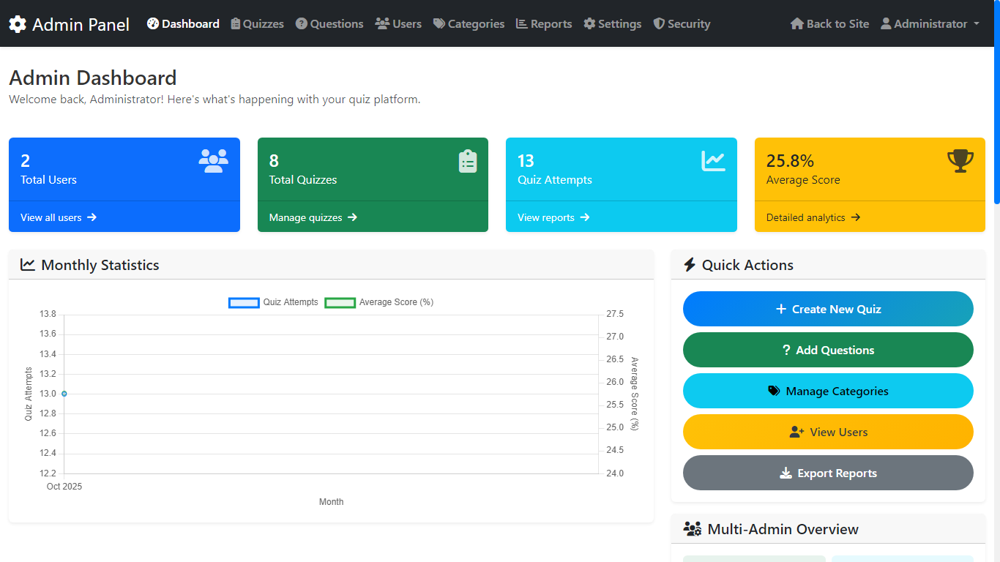 Admin Panel Dashboard Quizzes Questions Users Categories Reports Settings Security Back to Site Administrator
Admin Dashboard
Welcome back, Administrator! Here's what's happening with your quiz platform.
2
Total Users
View all users
8
Total Quizzes
Manage quizzes
13
Quiz Attempts
View reports
25.8%
Average Score
Detailed analytics
Monthly Statistics
Quiz Attempts Average Score (%)
13.8
13.6
13.4
13.2
13.0
12.8
12.6
12.4
12.2
Quiz Attempts
27.5
27.0
26.5
26.0
25.5
25.0
24.5
24.0
Average Score (%)
Oct 2025
Month
Quick Actions
Create New Quiz
Add Questions
Manage Categories
View Users
Export Reports
Multi-Admin Overview